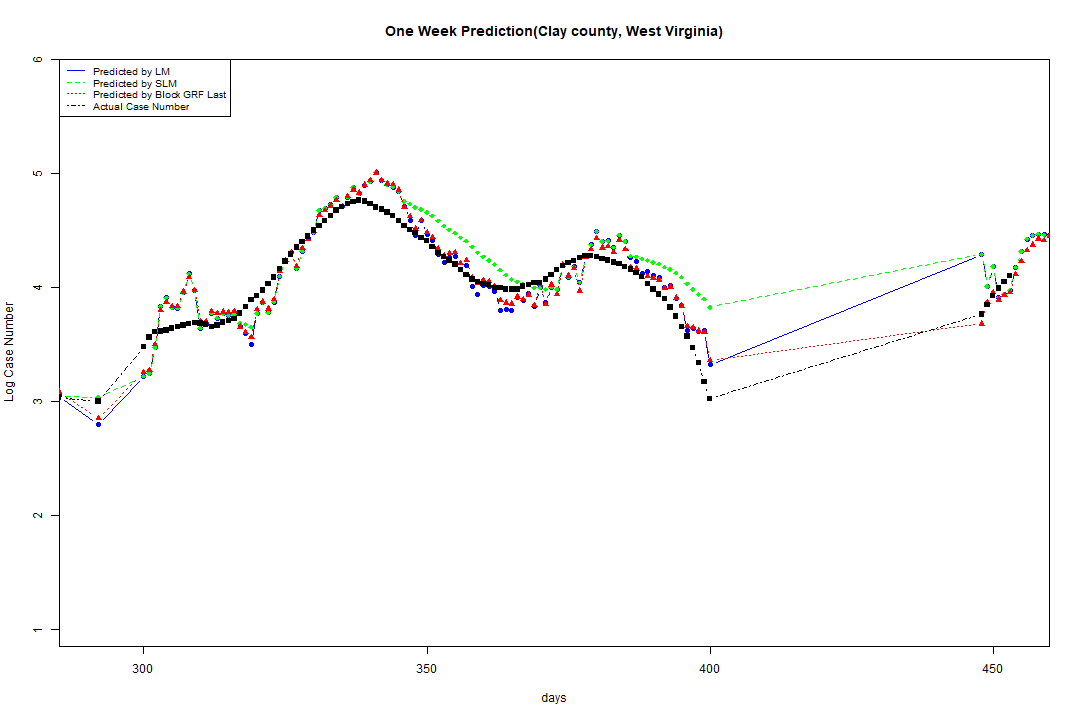 One Week Prediction(Clay county, West Virginia)
Predicted by LM
Predicted by SLM
Predicted by Block GRF Last
Actual Case Number
6
5
4
3
2
1
Log Case Number
300
350
400
450
days